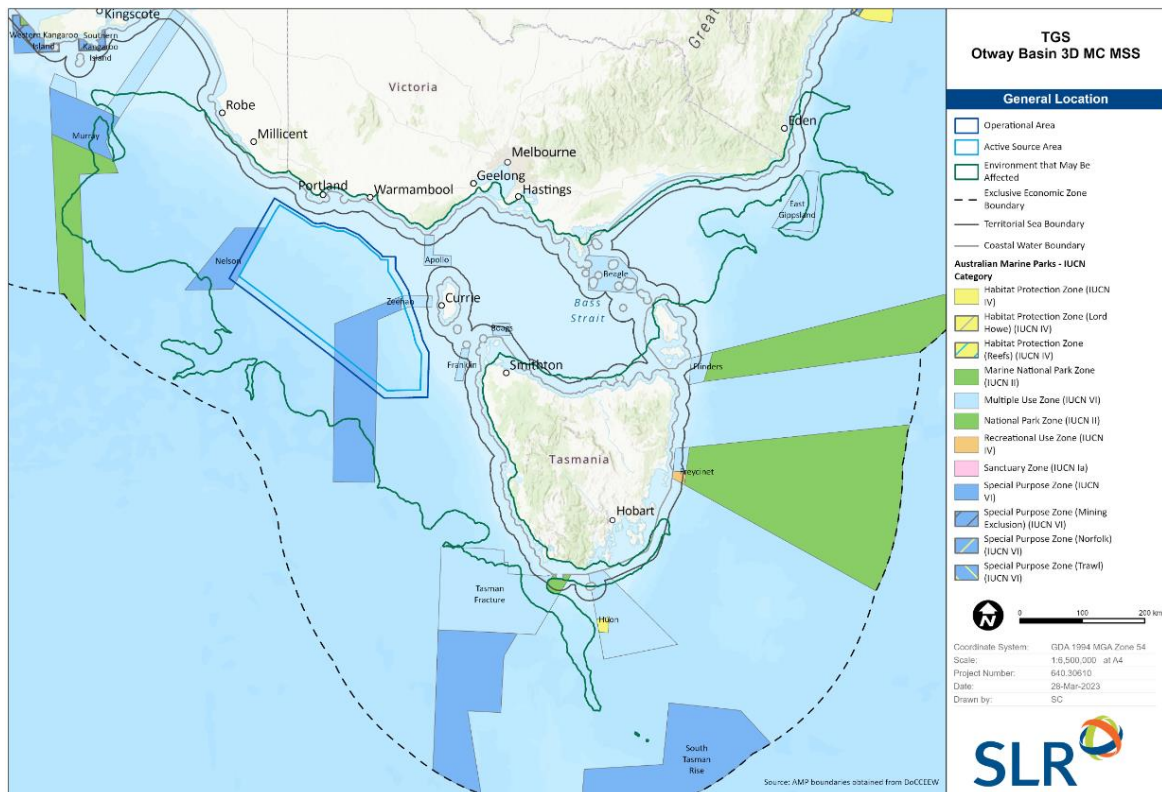 Kingscote
Western Kangaroo
Island
Southern
Kangaroo
Island
Great
Murray
Robe
Millicent
Victoria
Portland
Warrnambool
Geelong
Melbourne
Hastings
Eden
East
Gippsland
Nelson
Apollo
Zeehan
Currie
Beagle
Bass
Strait
Boags
Franklin
Smithton
Flinders
Tasmania
Freycinet
Hobart
Tasman
Fracture
Huon
South
Tasman
Rise
Source: AMP boundaries obtained from DoCCEEW
TGS
Otway Basin 3D MC MSS
General Location
Operational Area
Active Source Area
Environment that May Be
Affected
Exclusive Economic Zone
Boundary
Territorial Sea Boundary
Coastal Water Boundary
Australian Marine Parks - IUCN
Category
Habitat Protection Zone (IUCN
IV)
Habitat Protection Zone (Lord
Howe) (IUCN IV)
Habitat Protection Zone
(Reefs) (IUCN IV)
Marine National Park Zone
(IUCN II)
Multiple Use Zone (IUCN VI)
National Park Zone (IUCN II)
Recreational Use Zone (IUCN
IV)
Sanctuary Zone (IUCN Ia)
Special Purpose Zone (IUCN
VI)
Special Purpose Zone (Mining
Exclusion) (IUCN VI)
Special Purpose Zone (Norfolk)
(IUCN VI)
Special Purpose Zone (Trawl)
(IUCN VI)
N
0 100 200 km
Coordinate System: GDA 1994 MGA Zone 54
Scale: 1:6,500,000 at A4
Project Number: 640.30610
Date: 28-Mar-2023
Drawn by: SC
SLR